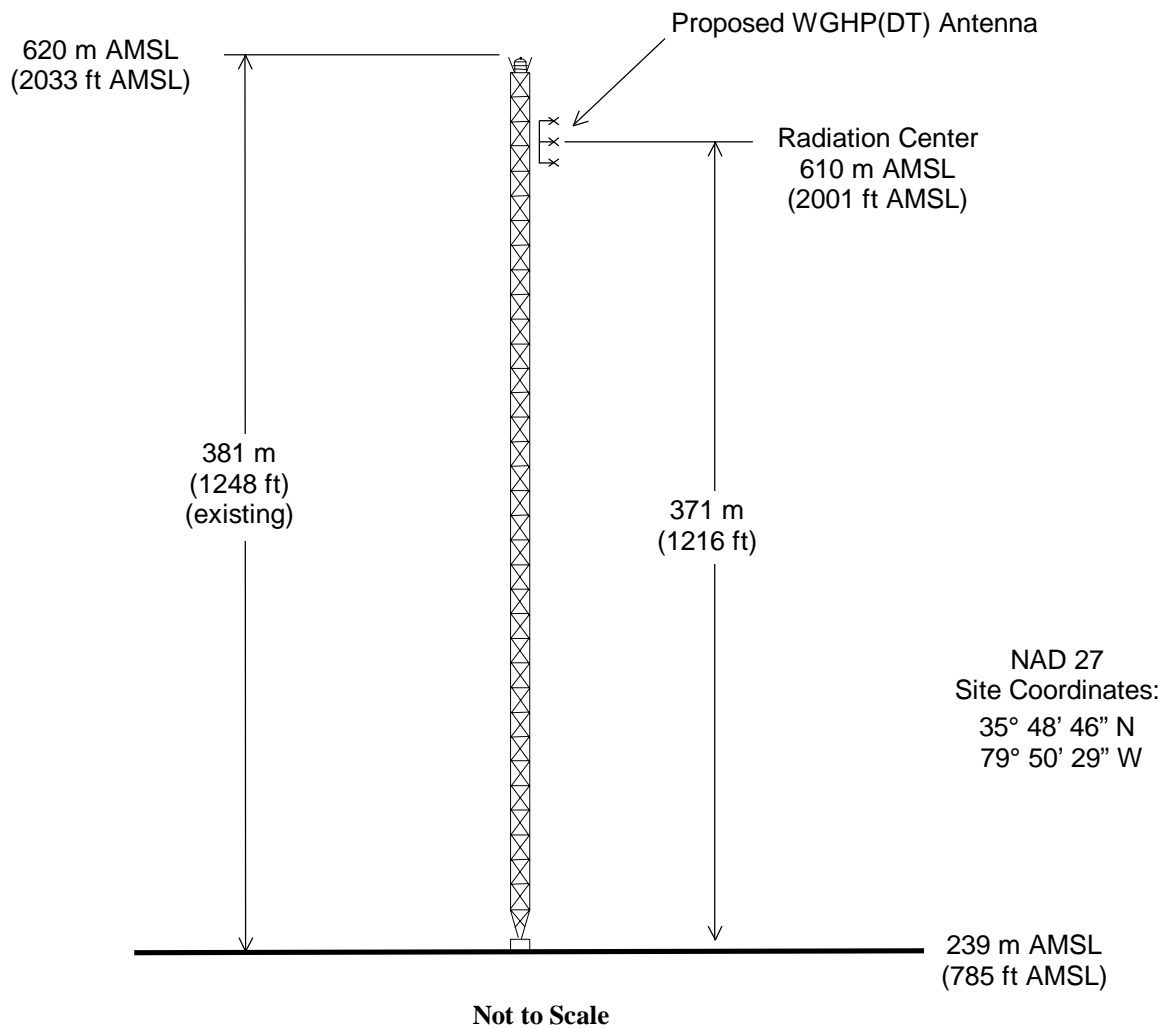 Proposed WGHP(DT) Antenna
620 m AMSL
(2033 ft AMSL)
Radiation Center
610 m AMSL
(2001 ft AMSL)
381 m
(1248 ft)
(existing)
371 m
(1216 ft)
NAD 27
Site Coordinates:
35° 48’ 46” N
79° 50’ 29” W
239 m AMSL
(785 ft AMSL)
Not to Scale